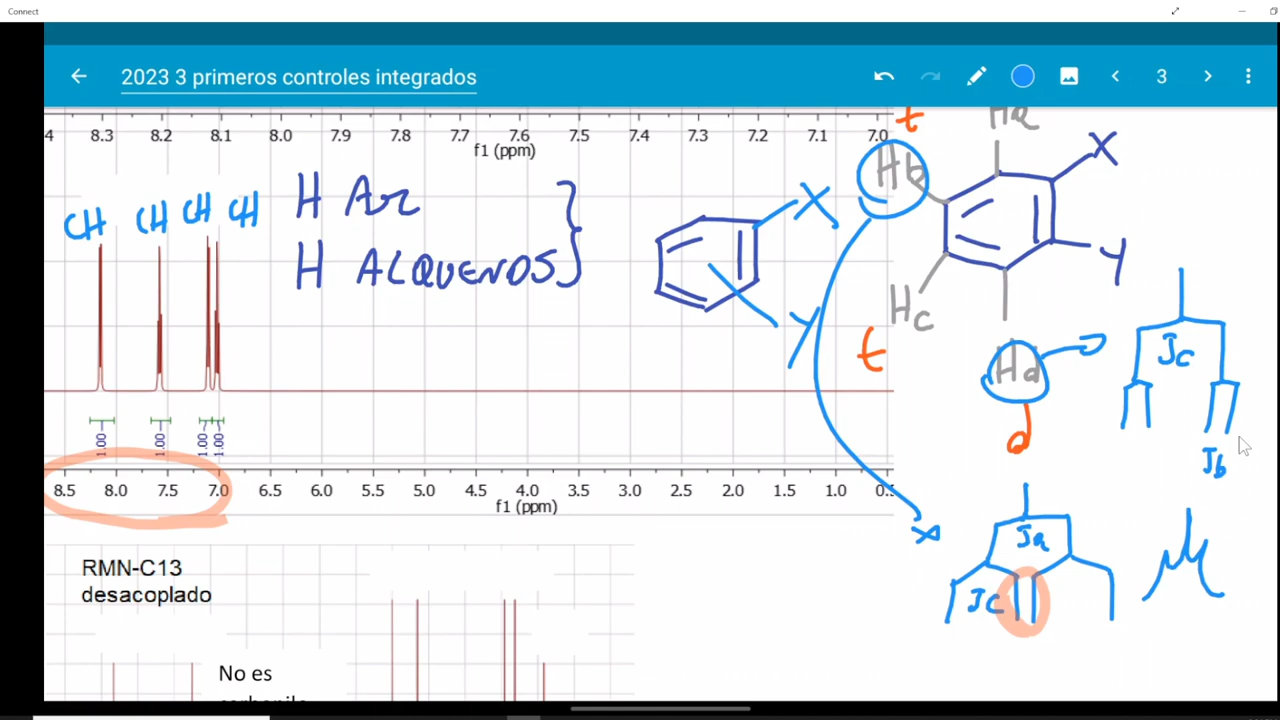 Connect
2023 3 primeros controles integrados
3
4 8.3 8.2 8.1 8.0 7.9 7.8 7.7 7.6 7.5 7.4 7.3 7.2 7.1 7.0
f1 (ppm)
t
Ha
X
Hb
CH CH CH CH
H Ar
H ALQUENOS
X
Y
Y
Hc
t
Hd
d
Jc
Jb
1.00 1.00 1.00 1.00
8.5 8.0 7.5 7.0 6.5 6.0 5.5 5.0 4.5 4.0 3.5 3.0 2.5 2.0 1.5 1.0 0.5
f1 (ppm)
Ja
Jc
RMN-C13
desacoplado
No es
carbonilo